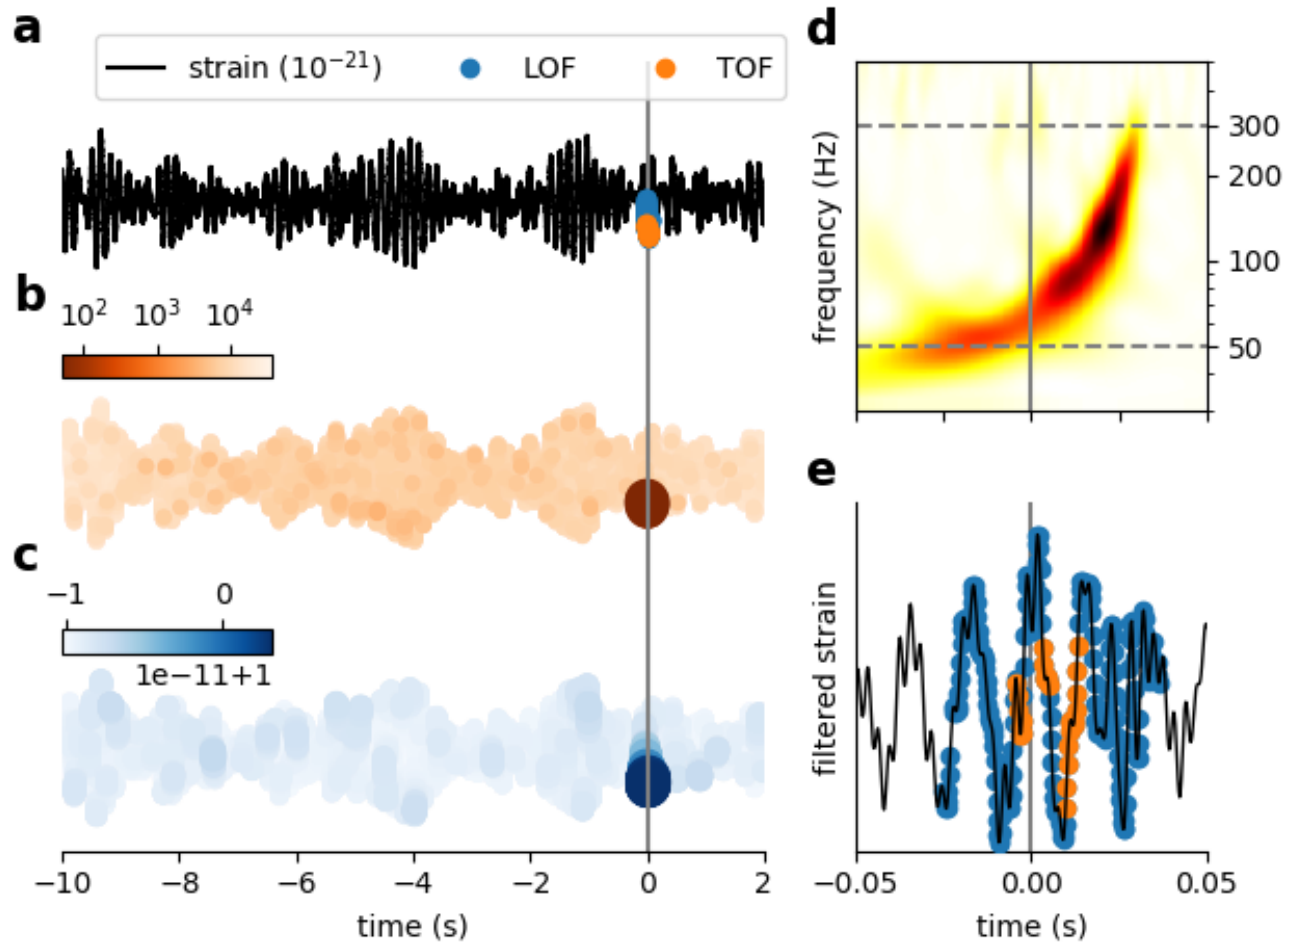 a
strain (10⁻²¹) LOF TOF
b
10² 10³ 10⁴
c
−1 0
1e−11+1
−10 −8 −6 −4 −2 0 2
time (s)
d
frequency (Hz)
300
200
100
50
e
filtered strain
−0.05 0.00 0.05
time (s)